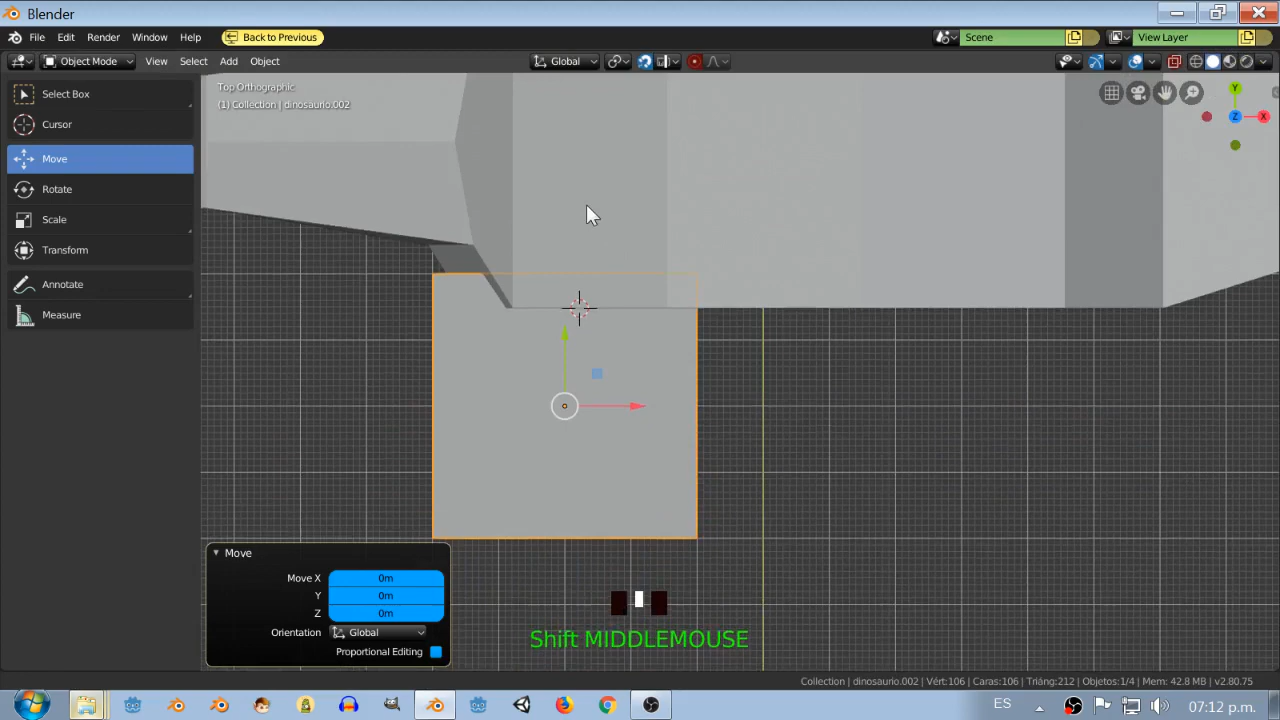 Blender
File Edit Render Window Help Back to Previous Scene View Layer
Object Mode View Select Add Object Global
Select Box
Cursor
Move
Rotate
Scale
Transform
Annotate
Measure
Top Orthographic
(1) Collection | dinosaurio.002
Y
Z X
Move
Move X 0m
Y 0m
Z 0m
Orientation Global
Proportional Editing
Shift MIDDLEMOUSE
Collection | dinosaurio.002 | Vért:106 | Caras:106 | Triáng:212 | Objetos:1/4 | Mem: 42.8 MB | v2.80.75
ES 07:12 p.m.